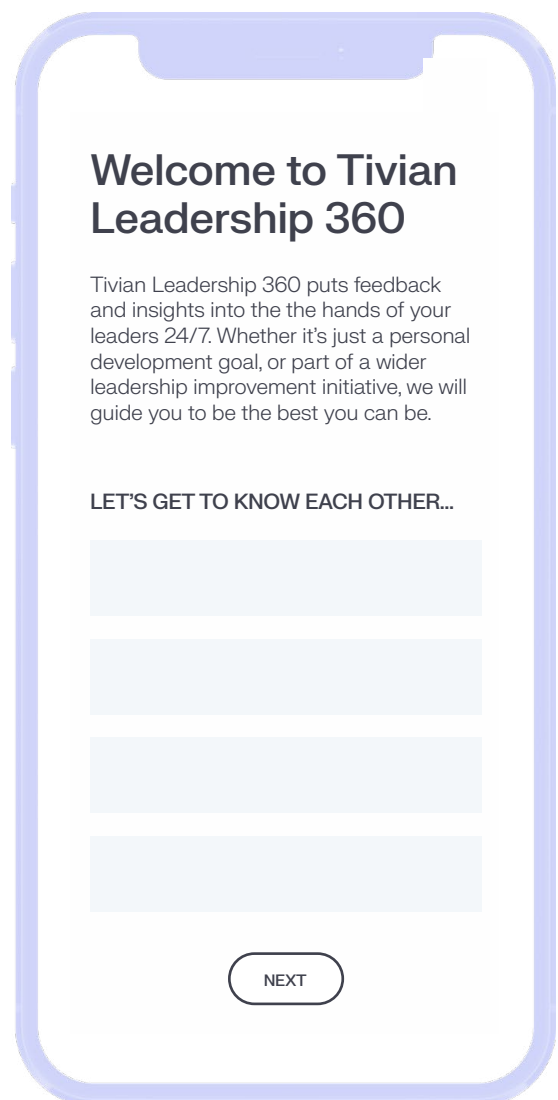 Welcome to Tivian
Leadership 360
Tivian Leadership 360 puts feedback
and insights into the the hands of your
leaders 24/7. Whether it’s just a personal
development goal, or part of a wider
leadership improvement initiative, we will
guide you to be the best you can be.
LET’S GET TO KNOW EACH OTHER...
NEXT